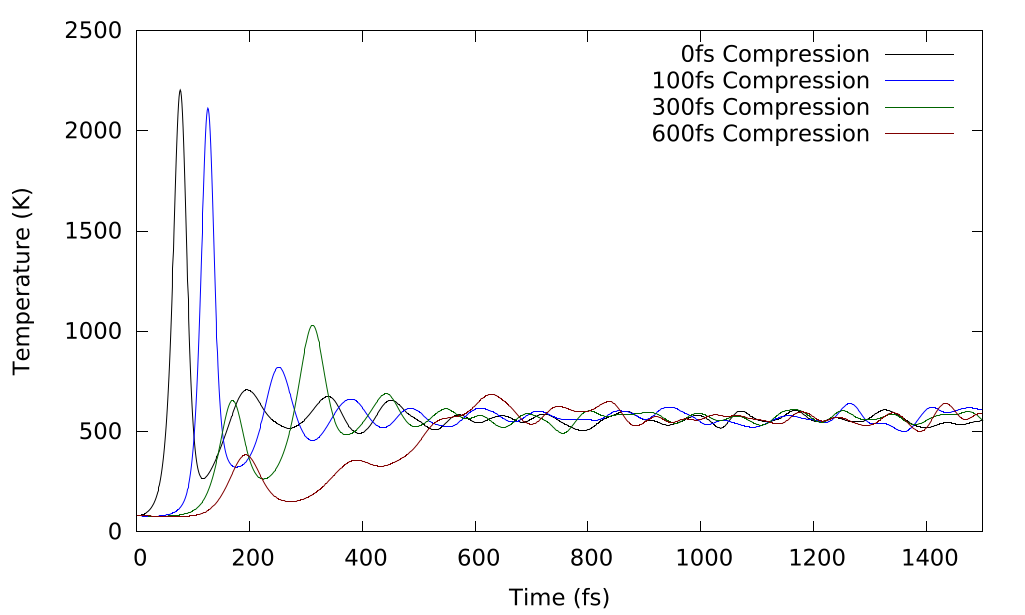 2500
2000
1500
1000
500
0
0 200 400 600 800 1000 1200 1400
Temperature (K)
Time (fs)
0fs Compression
100fs Compression
300fs Compression
600fs Compression